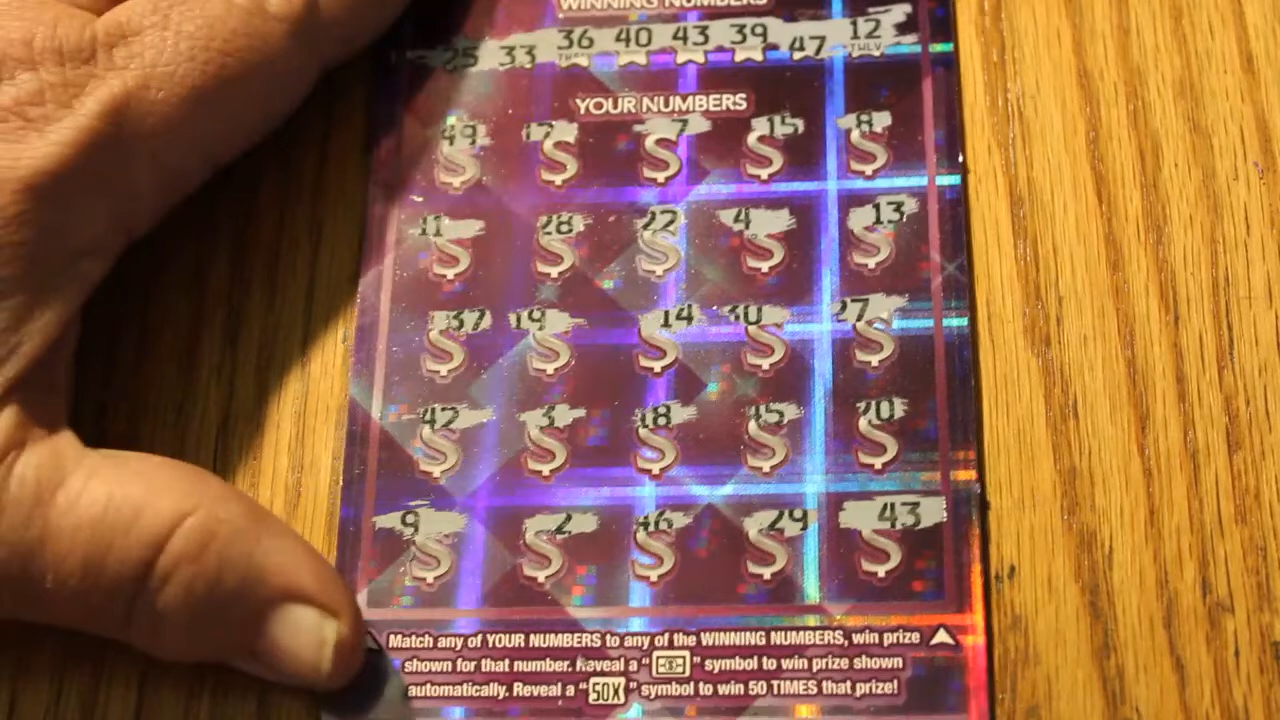 WINNING NUMBERS
25 33 36 40 43 39 47 12
THLV
YOUR NUMBERS
49 17 7 15 8
$ $ $ $ $
11 28 22 4 13
$ $ $ $ $
37 19 14 30 27
$ $ $ $ $
42 3 18 45 20
$ $ $ $ $
9 2 46 29 43
$ $ $ $ $
Match any of YOUR NUMBERS to any of the WINNING NUMBERS, win prize
shown for that number. Reveal a " " symbol to win prize shown
automatically. Reveal a "50X" symbol to win 50 TIMES that prize!